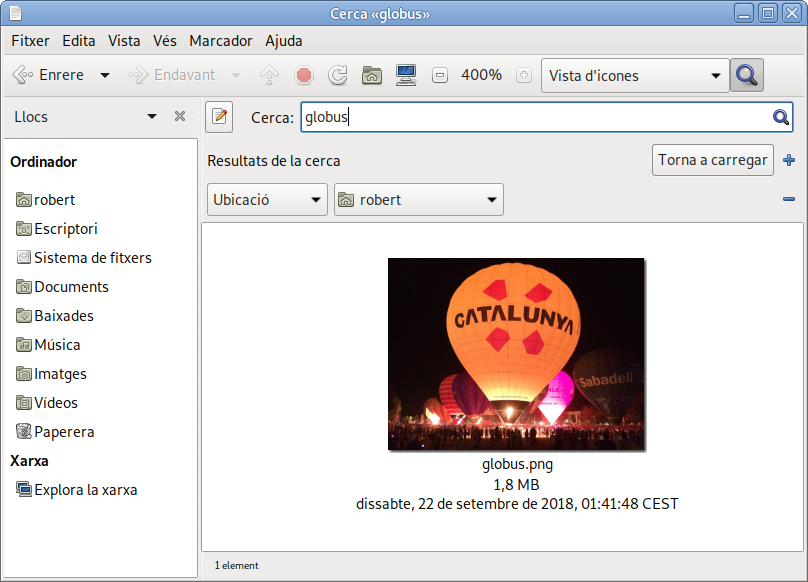 Cerca «globus»
Fitxer Edita Vista Vés Marcador Ajuda
Enrere Endavant 400% Vista d'icones
Llocs
Cerca: globus
Ordinador
robert
Escriptori
Sistema de fitxers
Documents
Baixades
Música
Imatges
Vídeos
Paperera
Xarxa
Explora la xarxa
Resultats de la cerca
Torna a carregar
Ubicació robert
CATALUNYA
Sabadell
globus.png
1,8 MB
dissabte, 22 de setembre de 2018, 01:41:48 CEST
1 element